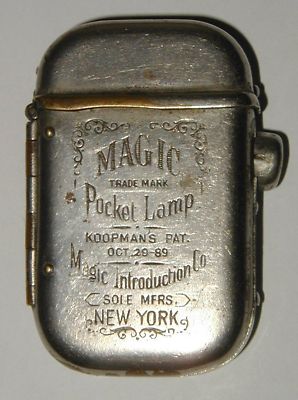 MAGIC
TRADE MARK
Pocket Lamp
KOOPMAN'S PAT.
OCT. 29-89
Magic Introduction Co
SOLE MFRS.
NEW YORK